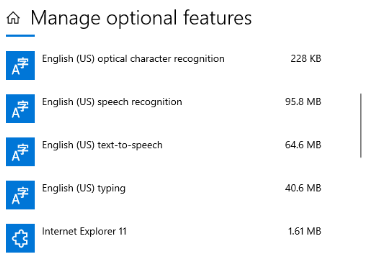 Manage optional features
English (US) optical character recognition 228 KB
English (US) speech recognition 95.8 MB
English (US) text-to-speech 64.6 MB
English (US) typing 40.6 MB
Internet Explorer 11 1.61 MB